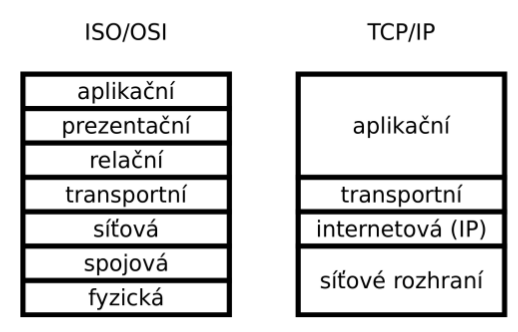 ISO/OSI
aplikační
prezentační
relační
transportní
síťová
spojová
fyzická
TCP/IP
aplikační
transportní
internetová (IP)
síťové rozhraní